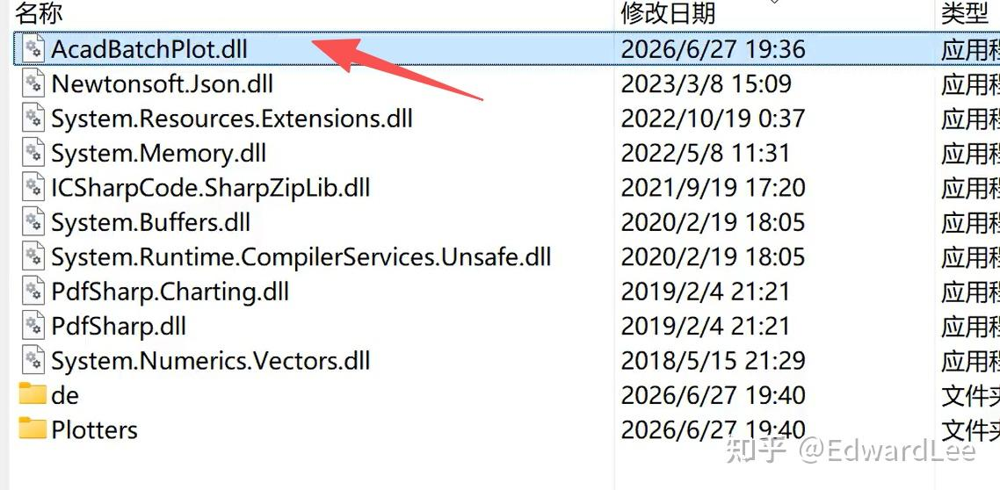 名称 修改日期 类型
AcadBatchPlot.dll 2026/6/27 19:36 应用程
Newtonsoft.Json.dll 2023/3/8 15:09 应用程
System.Resources.Extensions.dll 2022/10/19 0:37 应用程
System.Memory.dll 2022/5/8 11:31 应用程
ICSharpCode.SharpZipLib.dll 2021/9/19 17:20 应用程
System.Buffers.dll 2020/2/19 18:05 应用程
System.Runtime.CompilerServices.Unsafe.dll 2020/2/19 18:05 应用程
PdfSharp.Charting.dll 2019/2/4 21:21 应用程
PdfSharp.dll 2019/2/4 21:21 应用程
System.Numerics.Vectors.dll 2018/5/15 21:29 应用程
de 2026/6/27 19:40 文件夹
Plotters 2026/6/27 19:40 文件夹
知乎 @EdwardLee